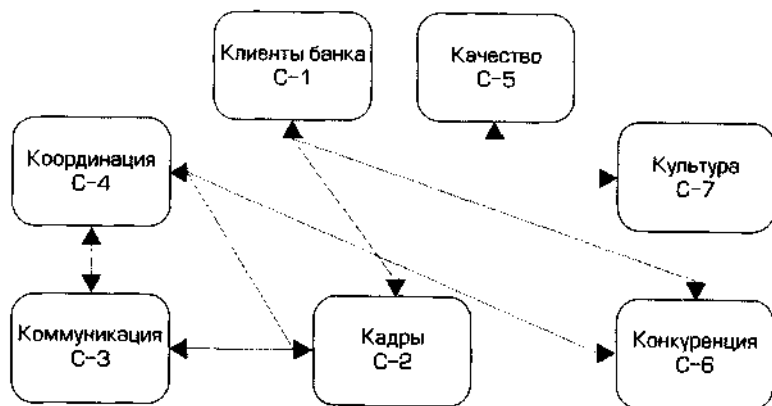 Клиенты банка
С-1
Качество
С-5
Координация
С-4
Культура
С-7
Коммуникация
С-3
Кадры
С-2
Конкуренция
С-6